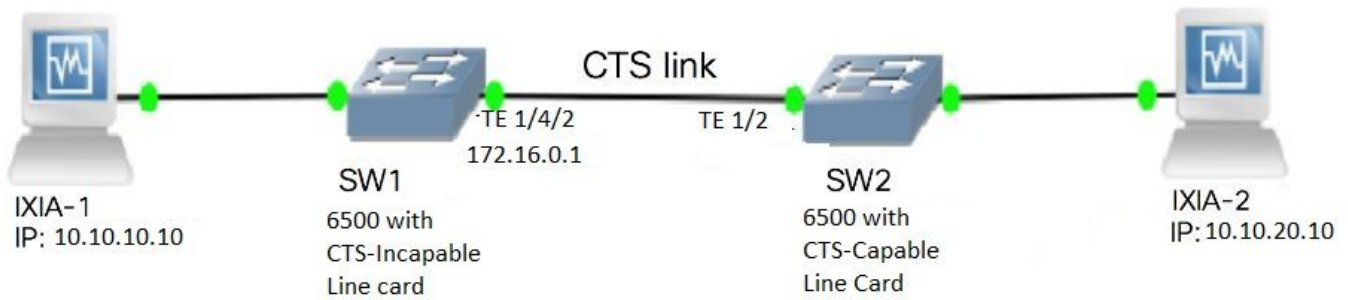 CTS link
TE 1/4/2
172.16.0.1
TE 1/2
IXIA-1
IP: 10.10.10.10
SW1
6500 with
CTS-Incapable
Line card
SW2
6500 with
CTS-Capable
Line Card
IXIA-2
IP: 10.10.20.10